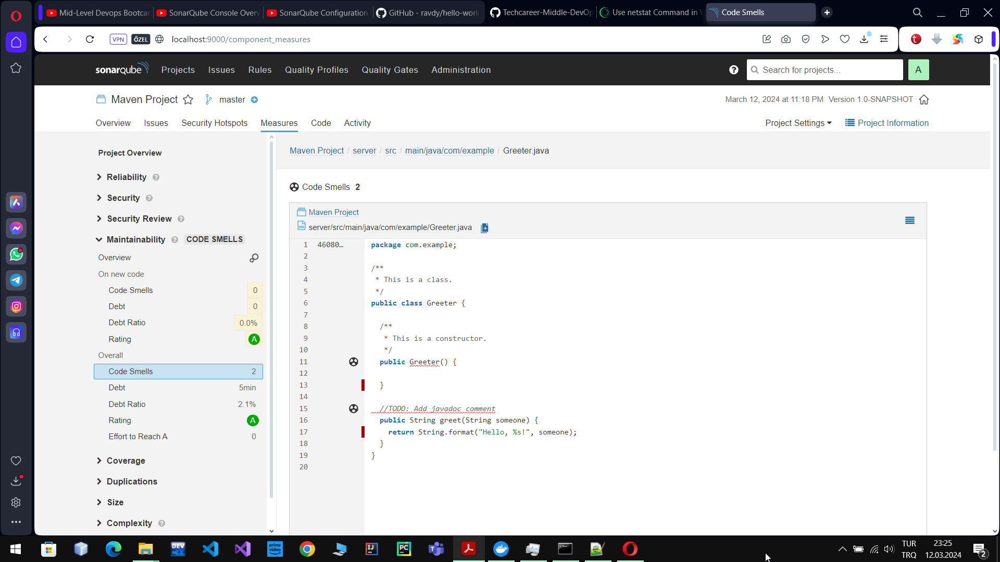 Mid-Level Devops Bootcar
SonarQube Console Overv
SonarQube Configuration
GitHub - ravdy/hello-worl
Techcareer-Middle-DevOp
Use netstat Command in W
Code Smells
VPN
ÖZEL
localhost:9000/component_measures
sonarqube
Projects
Issues
Rules
Quality Profiles
Quality Gates
Administration
Search for projects...
A
Maven Project
master
March 12, 2024 at 11:18 PM Version 1.0-SNAPSHOT
Overview
Issues
Security Hotspots
Measures
Code
Activity
Project Settings
Project Information
Project Overview
Reliability
Security
Security Review
Maintainability CODE SMELLS
Overview
On new code
Code Smells 0
Debt 0
Debt Ratio 0.0%
Rating A
Overall
Code Smells 2
Debt 5min
Debt Ratio 2.1%
Rating A
Effort to Reach A 0
Coverage
Duplications
Size
Complexity
Maven Project / server / src / main/java/com/example / Greeter.java
Code Smells 2
Maven Project
server/src/main/java/com/example/Greeter.java
1 46080… package com.example;
2
3 /**
4 * This is a class.
5 */
6 public class Greeter {
7
8 /**
9 * This is a constructor.
10 */
11 public Greeter() {
12
13 }
14
15 //TODO: Add javadoc comment
16 public String greet(String someone) {
17 return String.format("Hello, %s!", someone);
18 }
19 }
20
DEV
prime video
IJ
PC
TUR
TRQ
23:25
12.03.2024
2